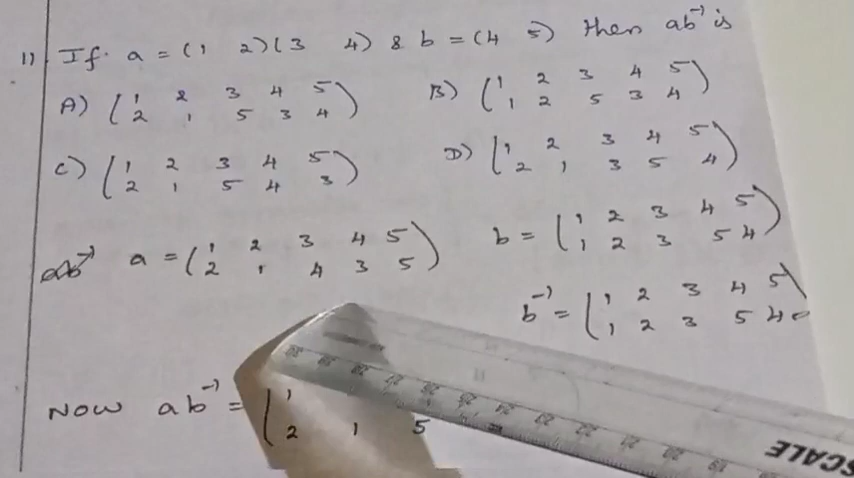 1) If a = (1 2)(3 4) & b = (4 5) then ab⁻¹ is
A) (1 2 3 4 5) B) (1 2 3 4 5)
(2 1 5 3 4) (1 2 5 3 4)
C) (1 2 3 4 5) D) (1 2 3 4 5)
(2 1 5 4 3) (2 1 3 5 4)
a = (1 2 3 4 5) b = (1 2 3 4 5)
(2 1 4 3 5) (1 2 3 5 4)
b⁻¹ = (1 2 3 4 5)
(1 2 3 5 4)
Now ab⁻¹ = (1
(2 1 5
SCALE